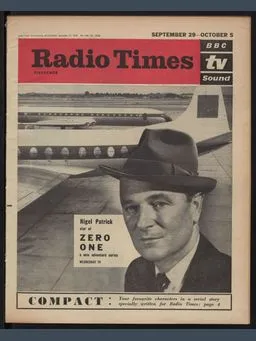 SEPTEMBER 29—OCTOBER 5
Radio Times
BBC
tv
Sound
Nigel Patrick
star of
ZERO
ONE
a new adventure series
WEDNESDAY TV
COMPACT: Your favourite characters in a serial story
specially written for Radio Times: page 4